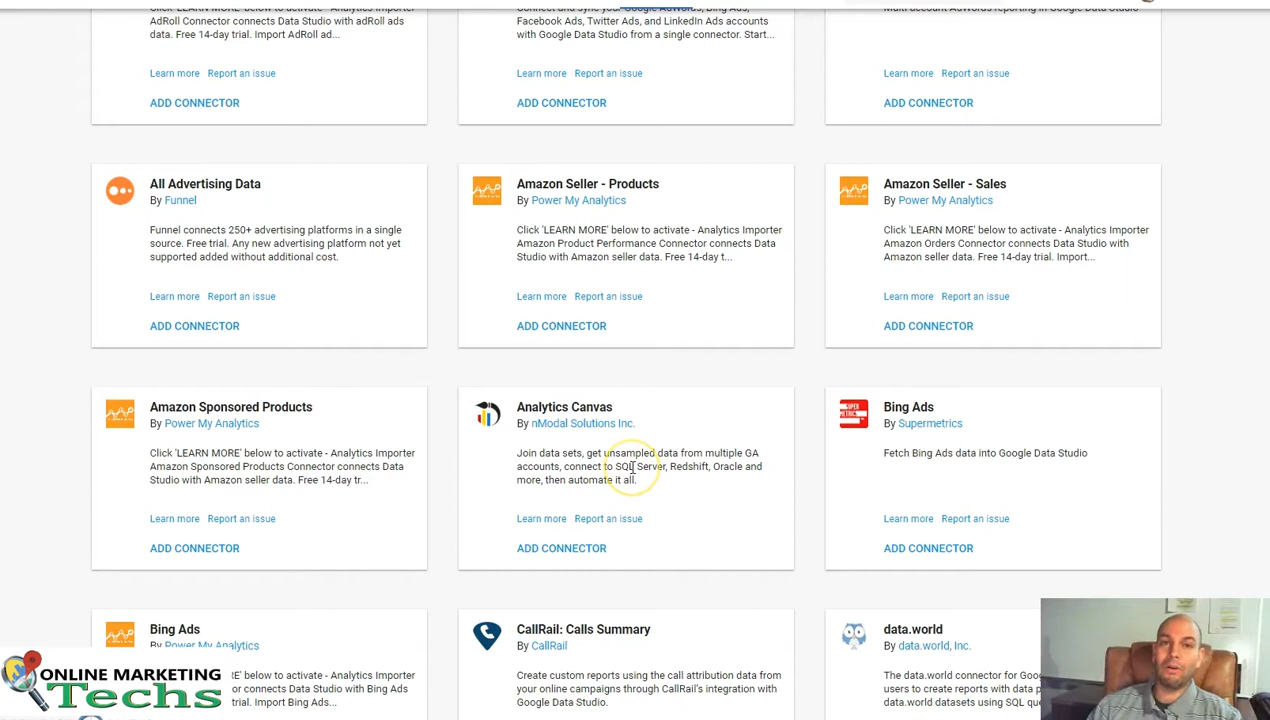 Click 'LEARN MORE' below to activate - Analytics Importer
AdRoll Connector connects Data Studio with adRoll ads
data. Free 14-day trial. Import AdRoll ad...
Learn more Report an issue
ADD CONNECTOR
Connect and sync your Google AdWords, Bing Ads,
Facebook Ads, Twitter Ads, and LinkedIn Ads accounts
with Google Data Studio from a single connector. Start...
Learn more Report an issue
ADD CONNECTOR
Multi account AdWords reporting in Google Data Studio
Learn more Report an issue
ADD CONNECTOR
All Advertising Data
By Funnel
Funnel connects 250+ advertising platforms in a single
source. Free trial. Any new advertising platform not yet
supported added without additional cost.
Learn more Report an issue
ADD CONNECTOR
Amazon Seller - Products
By Power My Analytics
Click 'LEARN MORE' below to activate - Analytics Importer
Amazon Product Performance Connector connects Data
Studio with Amazon seller data. Free 14-day t...
Learn more Report an issue
ADD CONNECTOR
Amazon Seller - Sales
By Power My Analytics
Click 'LEARN MORE' below to activate - Analytics Importer
Amazon Orders Connector connects Data Studio with
Amazon seller data. Free 14-day trial. Import...
Learn more Report an issue
ADD CONNECTOR
Amazon Sponsored Products
By Power My Analytics
Click 'LEARN MORE' below to activate - Analytics Importer
Amazon Sponsored Products Connector connects Data
Studio with Amazon seller data. Free 14-day tr...
Learn more Report an issue
ADD CONNECTOR
Analytics Canvas
By nModal Solutions Inc.
Join data sets, get unsampled data from multiple GA
accounts, connect to SQL Server, Redshift, Oracle and
more, then automate it all.
Learn more Report an issue
ADD CONNECTOR
SUPER METRICS
Bing Ads
By Supermetrics
Fetch Bing Ads data into Google Data Studio
Learn more Report an issue
ADD CONNECTOR
Bing Ads
By Power My Analytics
RE' below to activate - Analytics Importer
or connects Data Studio with Bing Ads
rial. Import Bing Ads...
CallRail: Calls Summary
By CallRail
Create custom reports using the call attribution data from
your online campaigns through CallRail's integration with
Google Data Studio.
data.world
By data.world, Inc.
The data.world connector for Goo
users to create reports with data p
data.world datasets using SQL qu
ONLINE MARKETING
Techs